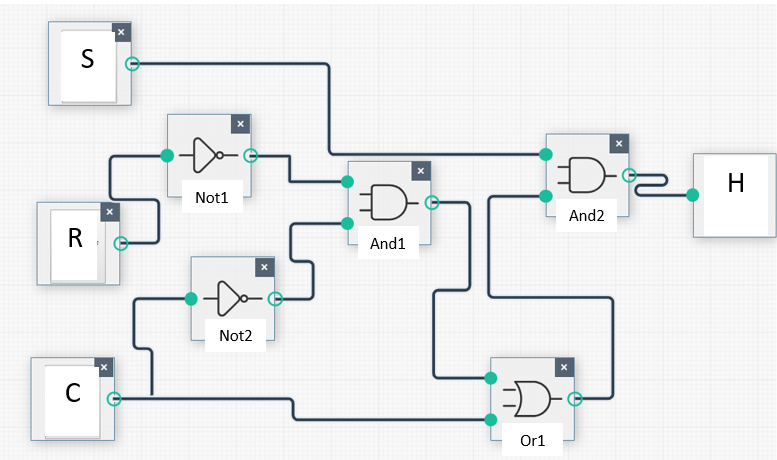 S
Not1
R
And1
And2
H
Not2
C
Or1